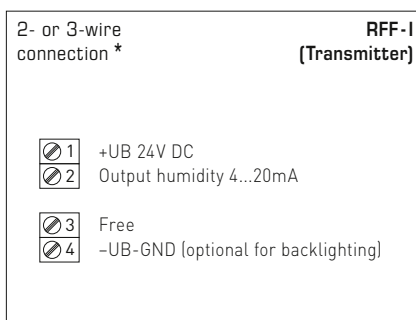 2- or 3-wire RFF-I
connection * (Transmitter)
1 +UB 24V DC
2 Output humidity 4...20mA
3 Free
4 –UB-GND (optional for backlighting)